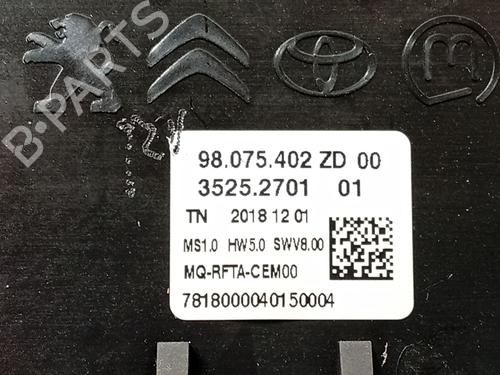 B-PARTS
98.075.402 ZD 00
3525.2701 01
TN 2018 12 01
MS1.0 HW5.0 SWV8.00
MQ-RFTA-CEM00
7818000040150004